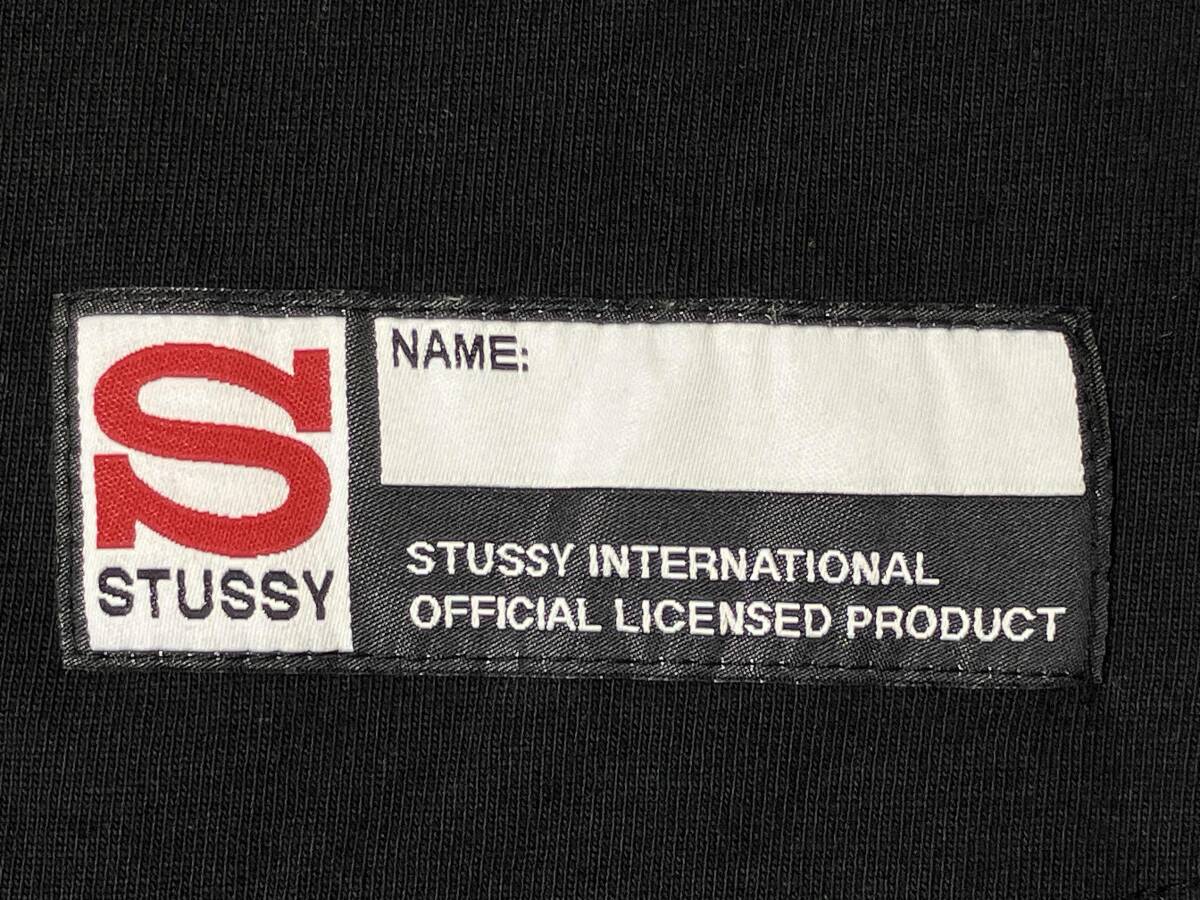 S
STUSSY
NAME:
STUSSY INTERNATIONAL
OFFICIAL LICENSED PRODUCT